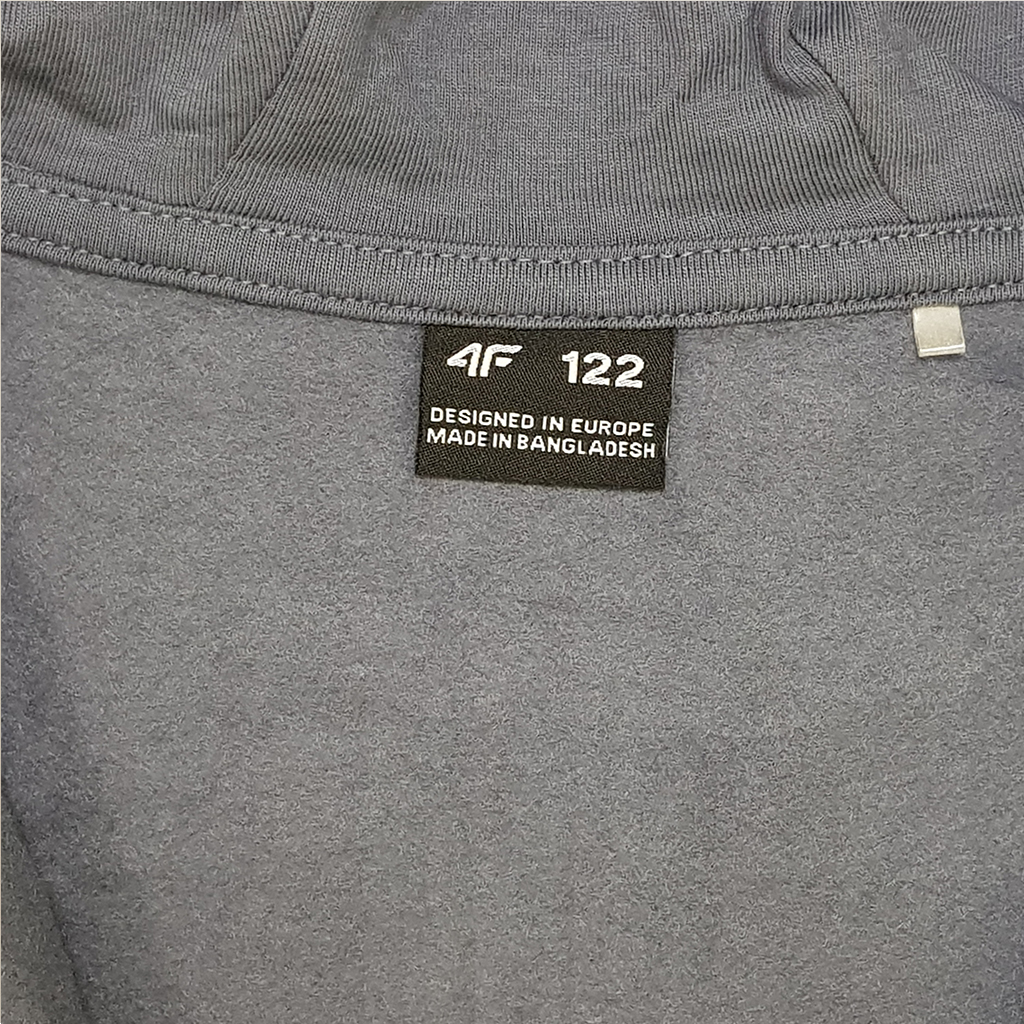 4F 122
DESIGNED IN EUROPE
MADE IN BANGLADESH